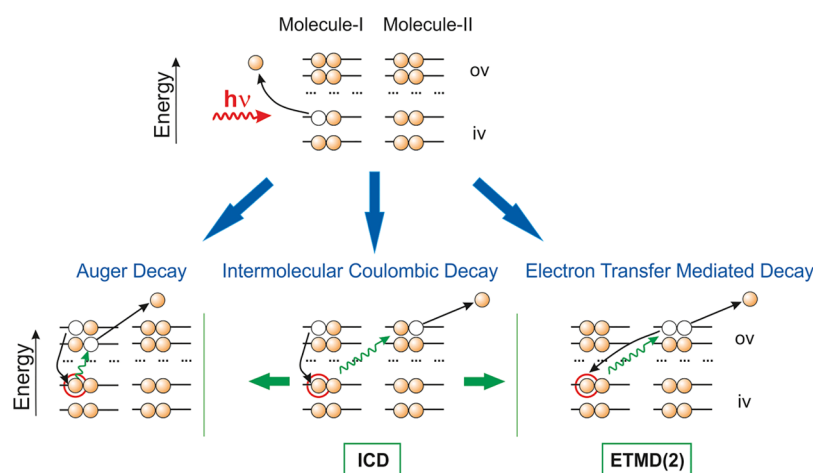 Molecule-I Molecule-II
Energy
hν
ov
... ... ... ...
iv
Auger Decay Intermolecular Coulombic Decay Electron Transfer Mediated Decay
Energy
ov
... ... ... ... ... ... ... ... ... ... ... ...
iv
ICD ETMD(2)